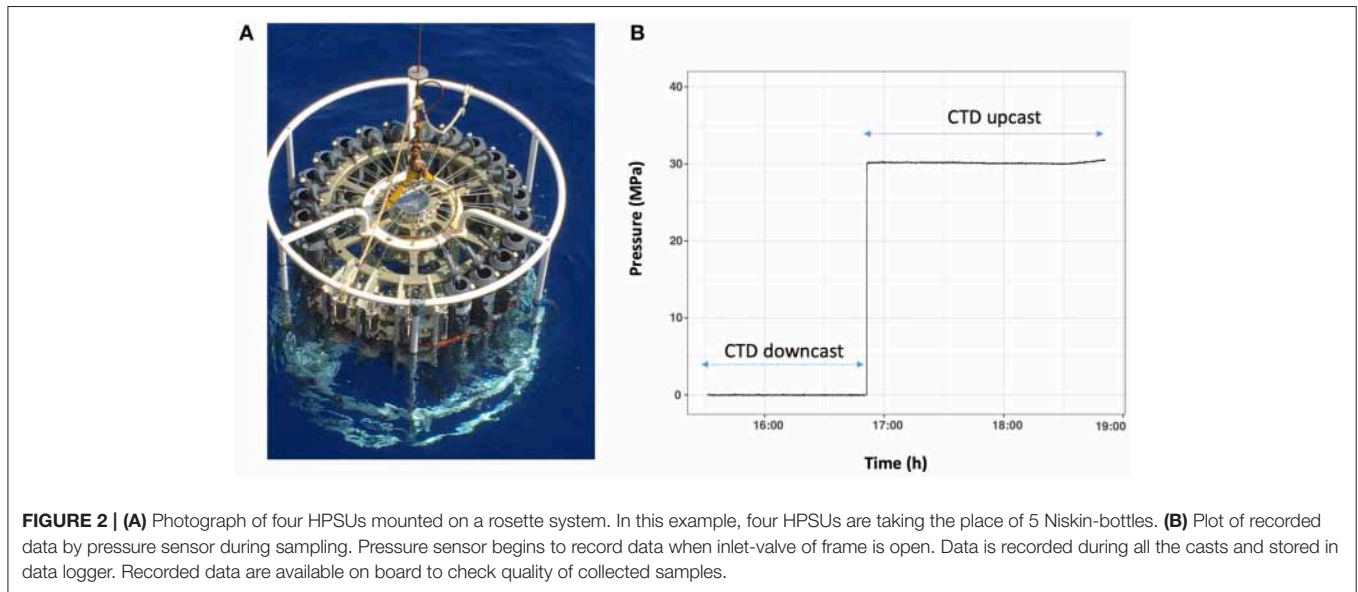 A
B
40
30
20
10
0
Pressure (MPa)
CTD upcast
CTD downcast
16:00
17:00
18:00
19:00
Time (h)
FIGURE 2 | (A) Photograph of four HPSUs mounted on a rosette system. In this example, four HPSUs are taking the place of 5 Niskin-bottles. (B) Plot of recorded
data by pressure sensor during sampling. Pressure sensor begins to record data when inlet-valve of frame is open. Data is recorded during all the casts and stored in
data logger. Recorded data are available on board to check quality of collected samples.